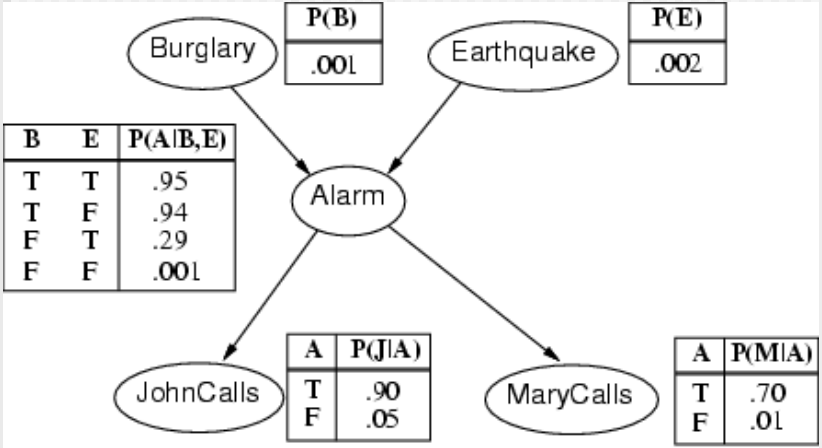 Burglary
P(B)
.001
Earthquake
P(E)
.002
B E P(A|B,E)
T T .95
T F .94
F T .29
F F .001
Alarm
JohnCalls
A P(J|A)
T .90
F .05
MaryCalls
A P(M|A)
T .70
F .01